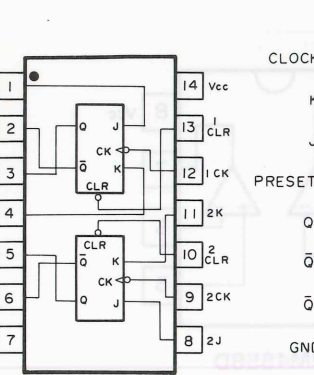 1
2
3
4
5
6
7
14 Vcc
13 1 CLR
12 1 CK
11 2K
10 2 CLR
9 2CK
8 2J
Q J
CK
Q̅ K
CLR
CLR
Q̅ K
CK
Q J
CLOCK
PRESET
Q
Q̅
Q̅
GND